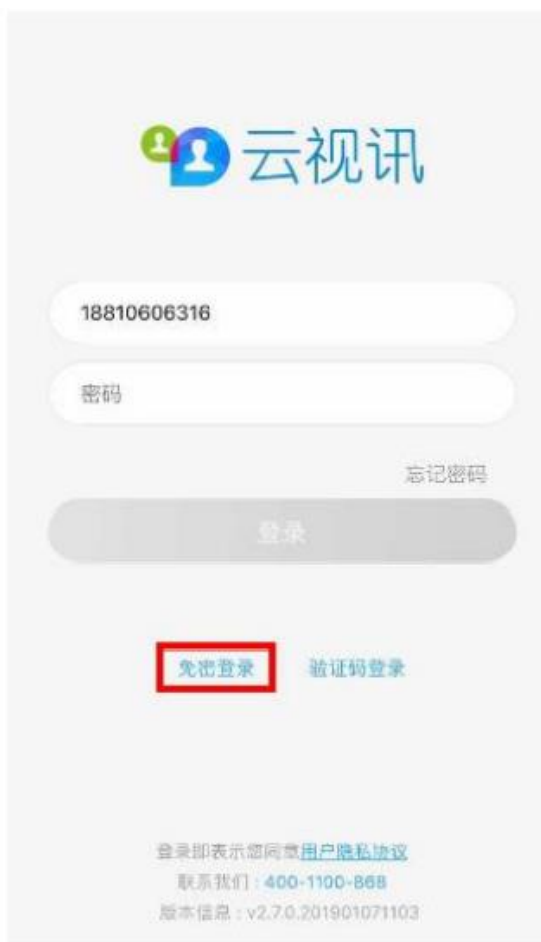 云视讯
18810606316
密码
忘记密码
登录
免密登录 验证码登录
登录即表示您同意用户隐私协议
联系我们：400-1100-868
版本信息：v2.7.0.201901071103